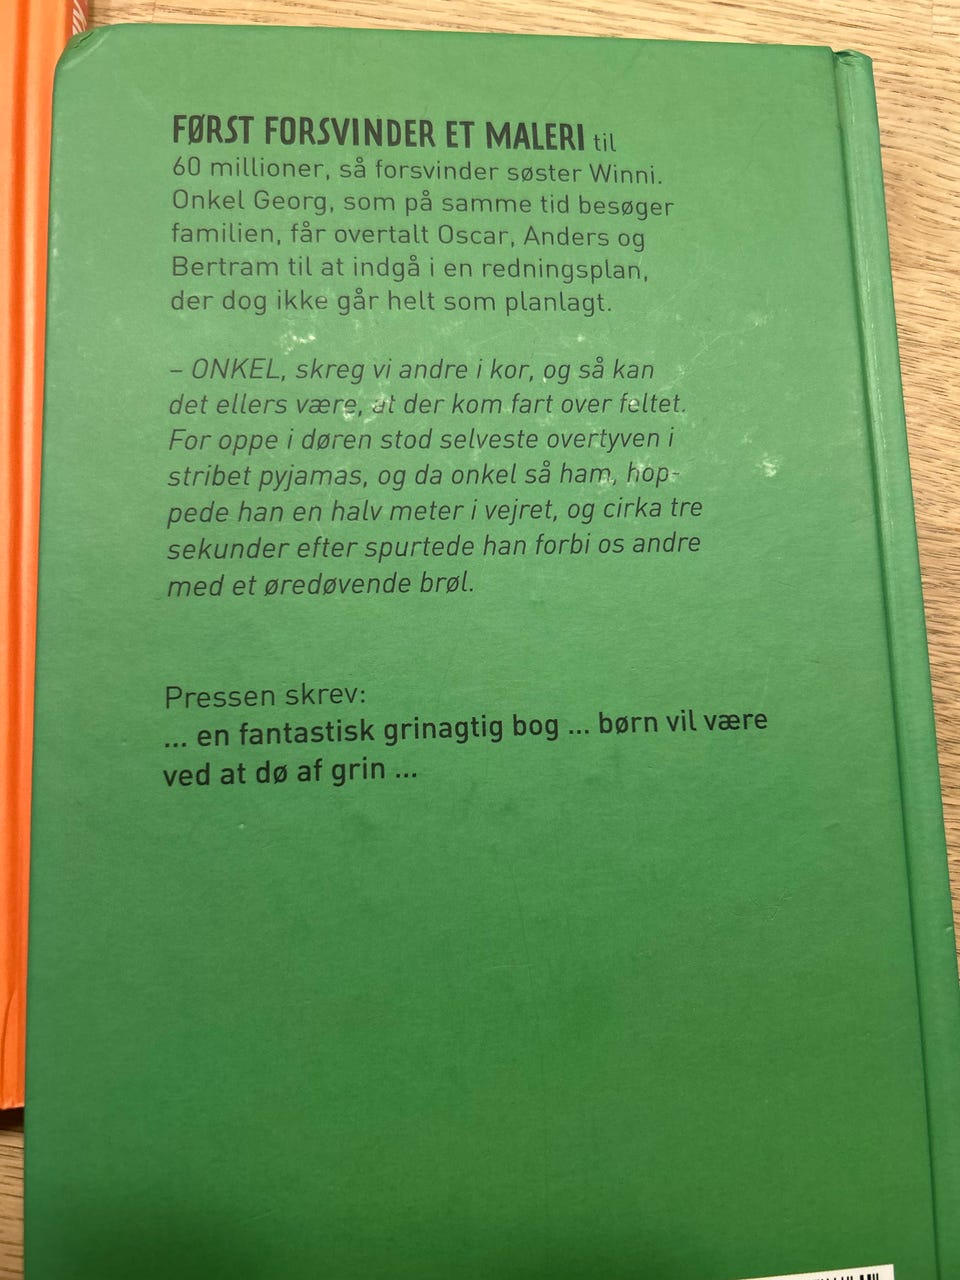 FØRST FORSVINDER ET MALERI til
60 millioner, så forsvinder søster Winni.
Onkel Georg, som på samme tid besøger
familien, får overtalt Oscar, Anders og
Bertram til at indgå i en redningsplan,
der dog ikke går helt som planlagt.
– ONKEL, skreg vi andre i kor, og så kan
det ellers være, at der kom fart over feltet.
For oppe i døren stod selveste overtyven i
stribet pyjamas, og da onkel så ham, hop-
pede han en halv meter i vejret, og cirka tre
sekunder efter spurtede han forbi os andre
med et øredøvende brøl.
Pressen skrev:
... en fantastisk grinagtig bog ... børn vil være
ved at dø af grin ...